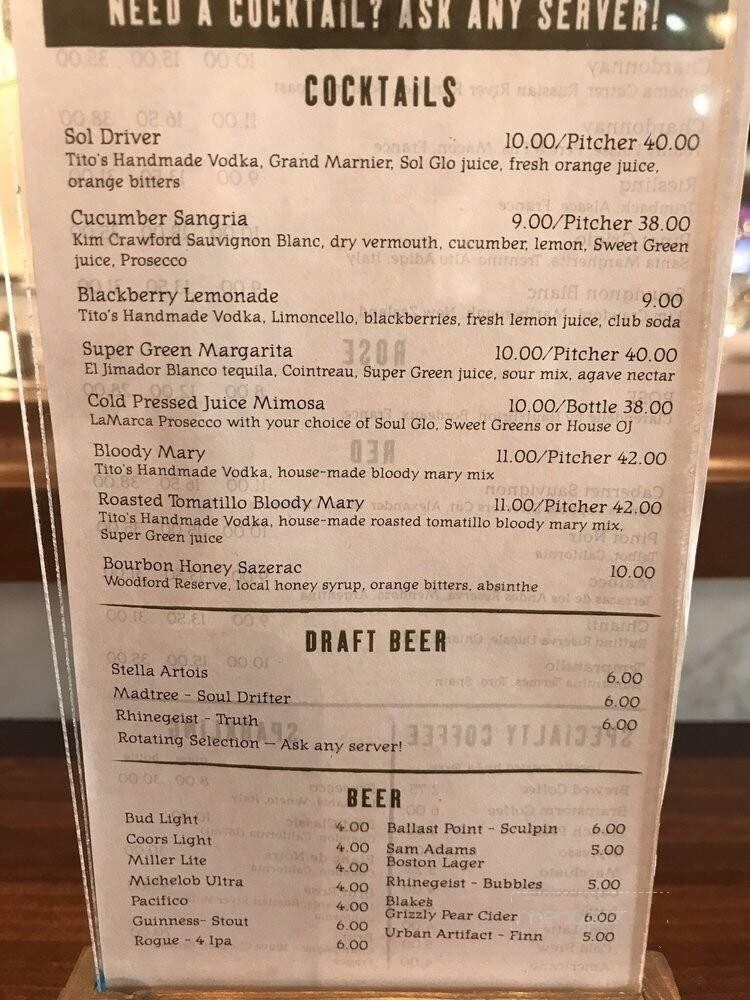 NEED A COCKTAiL? ASK ANY SERVER!
COCKTAiLS
Sol Driver 10.00/Pitcher 40.00
Tito's Handmade Vodka, Grand Marnier, Sol Glo juice, fresh orange juice,
orange bitters
Cucumber Sangria 9.00/Pitcher 38.00
Kim Crawford Sauvignon Blanc, dry vermouth, cucumber, lemon, Sweet Green
juice, Prosecco
Blackberry Lemonade 9.00
Tito's Handmade Vodka, Limoncello, blackberries, fresh lemon juice, club soda
Super Green Margarita 10.00/Pitcher 40.00
El Jimador Blanco tequila, Cointreau, Super Green juice, sour mix, agave nectar
Cold Pressed Juice Mimosa 10.00/Bottle 38.00
LaMarca Prosecco with your choice of Soul Glo, Sweet Greens or House OJ
Bloody Mary 11.00/Pitcher 42.00
Tito's Handmade Vodka, house-made bloody mary mix
Roasted Tomatillo Bloody Mary 11.00/Pitcher 42.00
Tito's Handmade Vodka, house-made roasted tomatillo bloody mary mix,
Super Green juice
Bourbon Honey Sazerac 10.00
Woodford Reserve, local honey syrup, orange bitters, absinthe
DRAFT BEER
Stella Artois 6.00
Madtree - Soul Drifter 6.00
Rhinegeist - Truth 6.00
Rotating Selection — Ask any server!
BEER
Bud Light 4.00
Coors Light 4.00
Miller Lite 4.00
Michelob Ultra 4.00
Pacifico 4.00
Guinness- Stout 6.00
Rogue - 4 Ipa 6.00
Ballast Point - Sculpin 6.00
Sam Adams 5.00
Boston Lager
Rhinegeist - Bubbles 5.00
Blake's
Grizzly Pear Cider 6.00
Urban Artifact - Finn 5.00